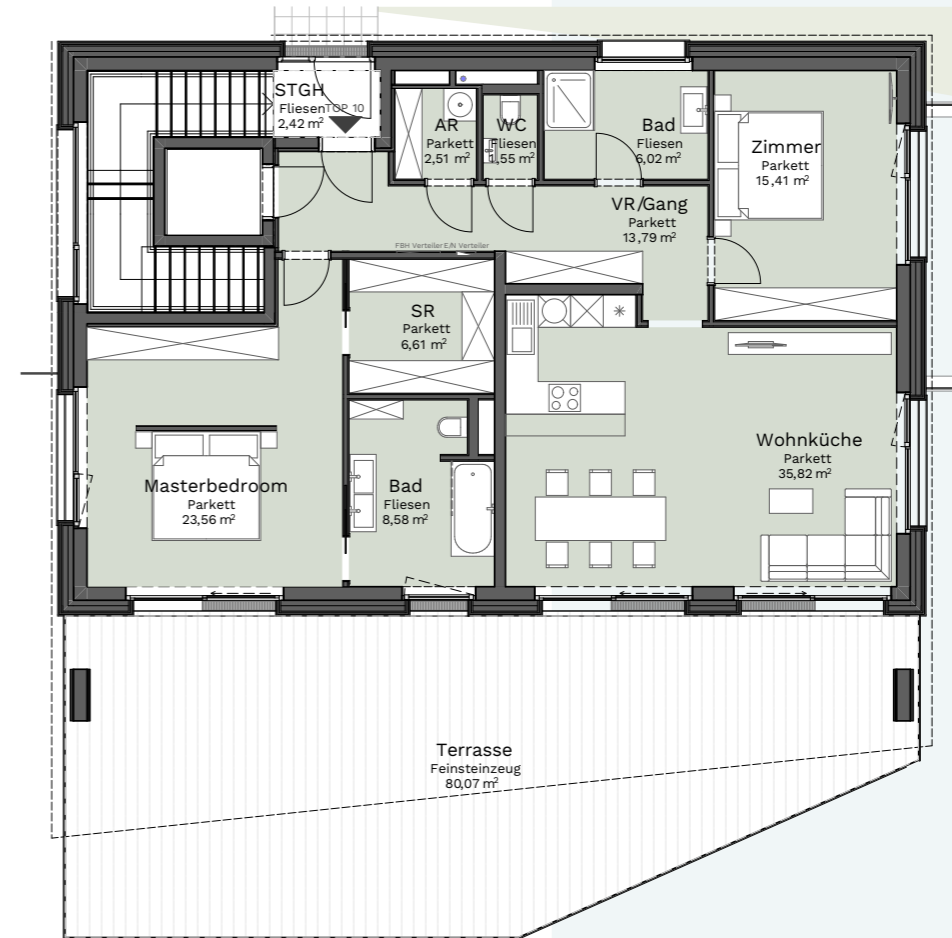 STGH
Fliesen
TOP 10
2,42 m²
AR
Parkett
2,51 m²
WC
Fliesen
1,55 m²
Bad
Fliesen
6,02 m²
Zimmer
Parkett
15,41 m²
VR/Gang
Parkett
13,79 m²
FBH Verteiler E/N Verteiler
SR
Parkett
6,61 m²
Masterbedroom
Parkett
23,56 m²
Bad
Fliesen
8,58 m²
Wohnküche
Parkett
35,82 m²
Terrasse
Feinsteinzeug
80,07 m²